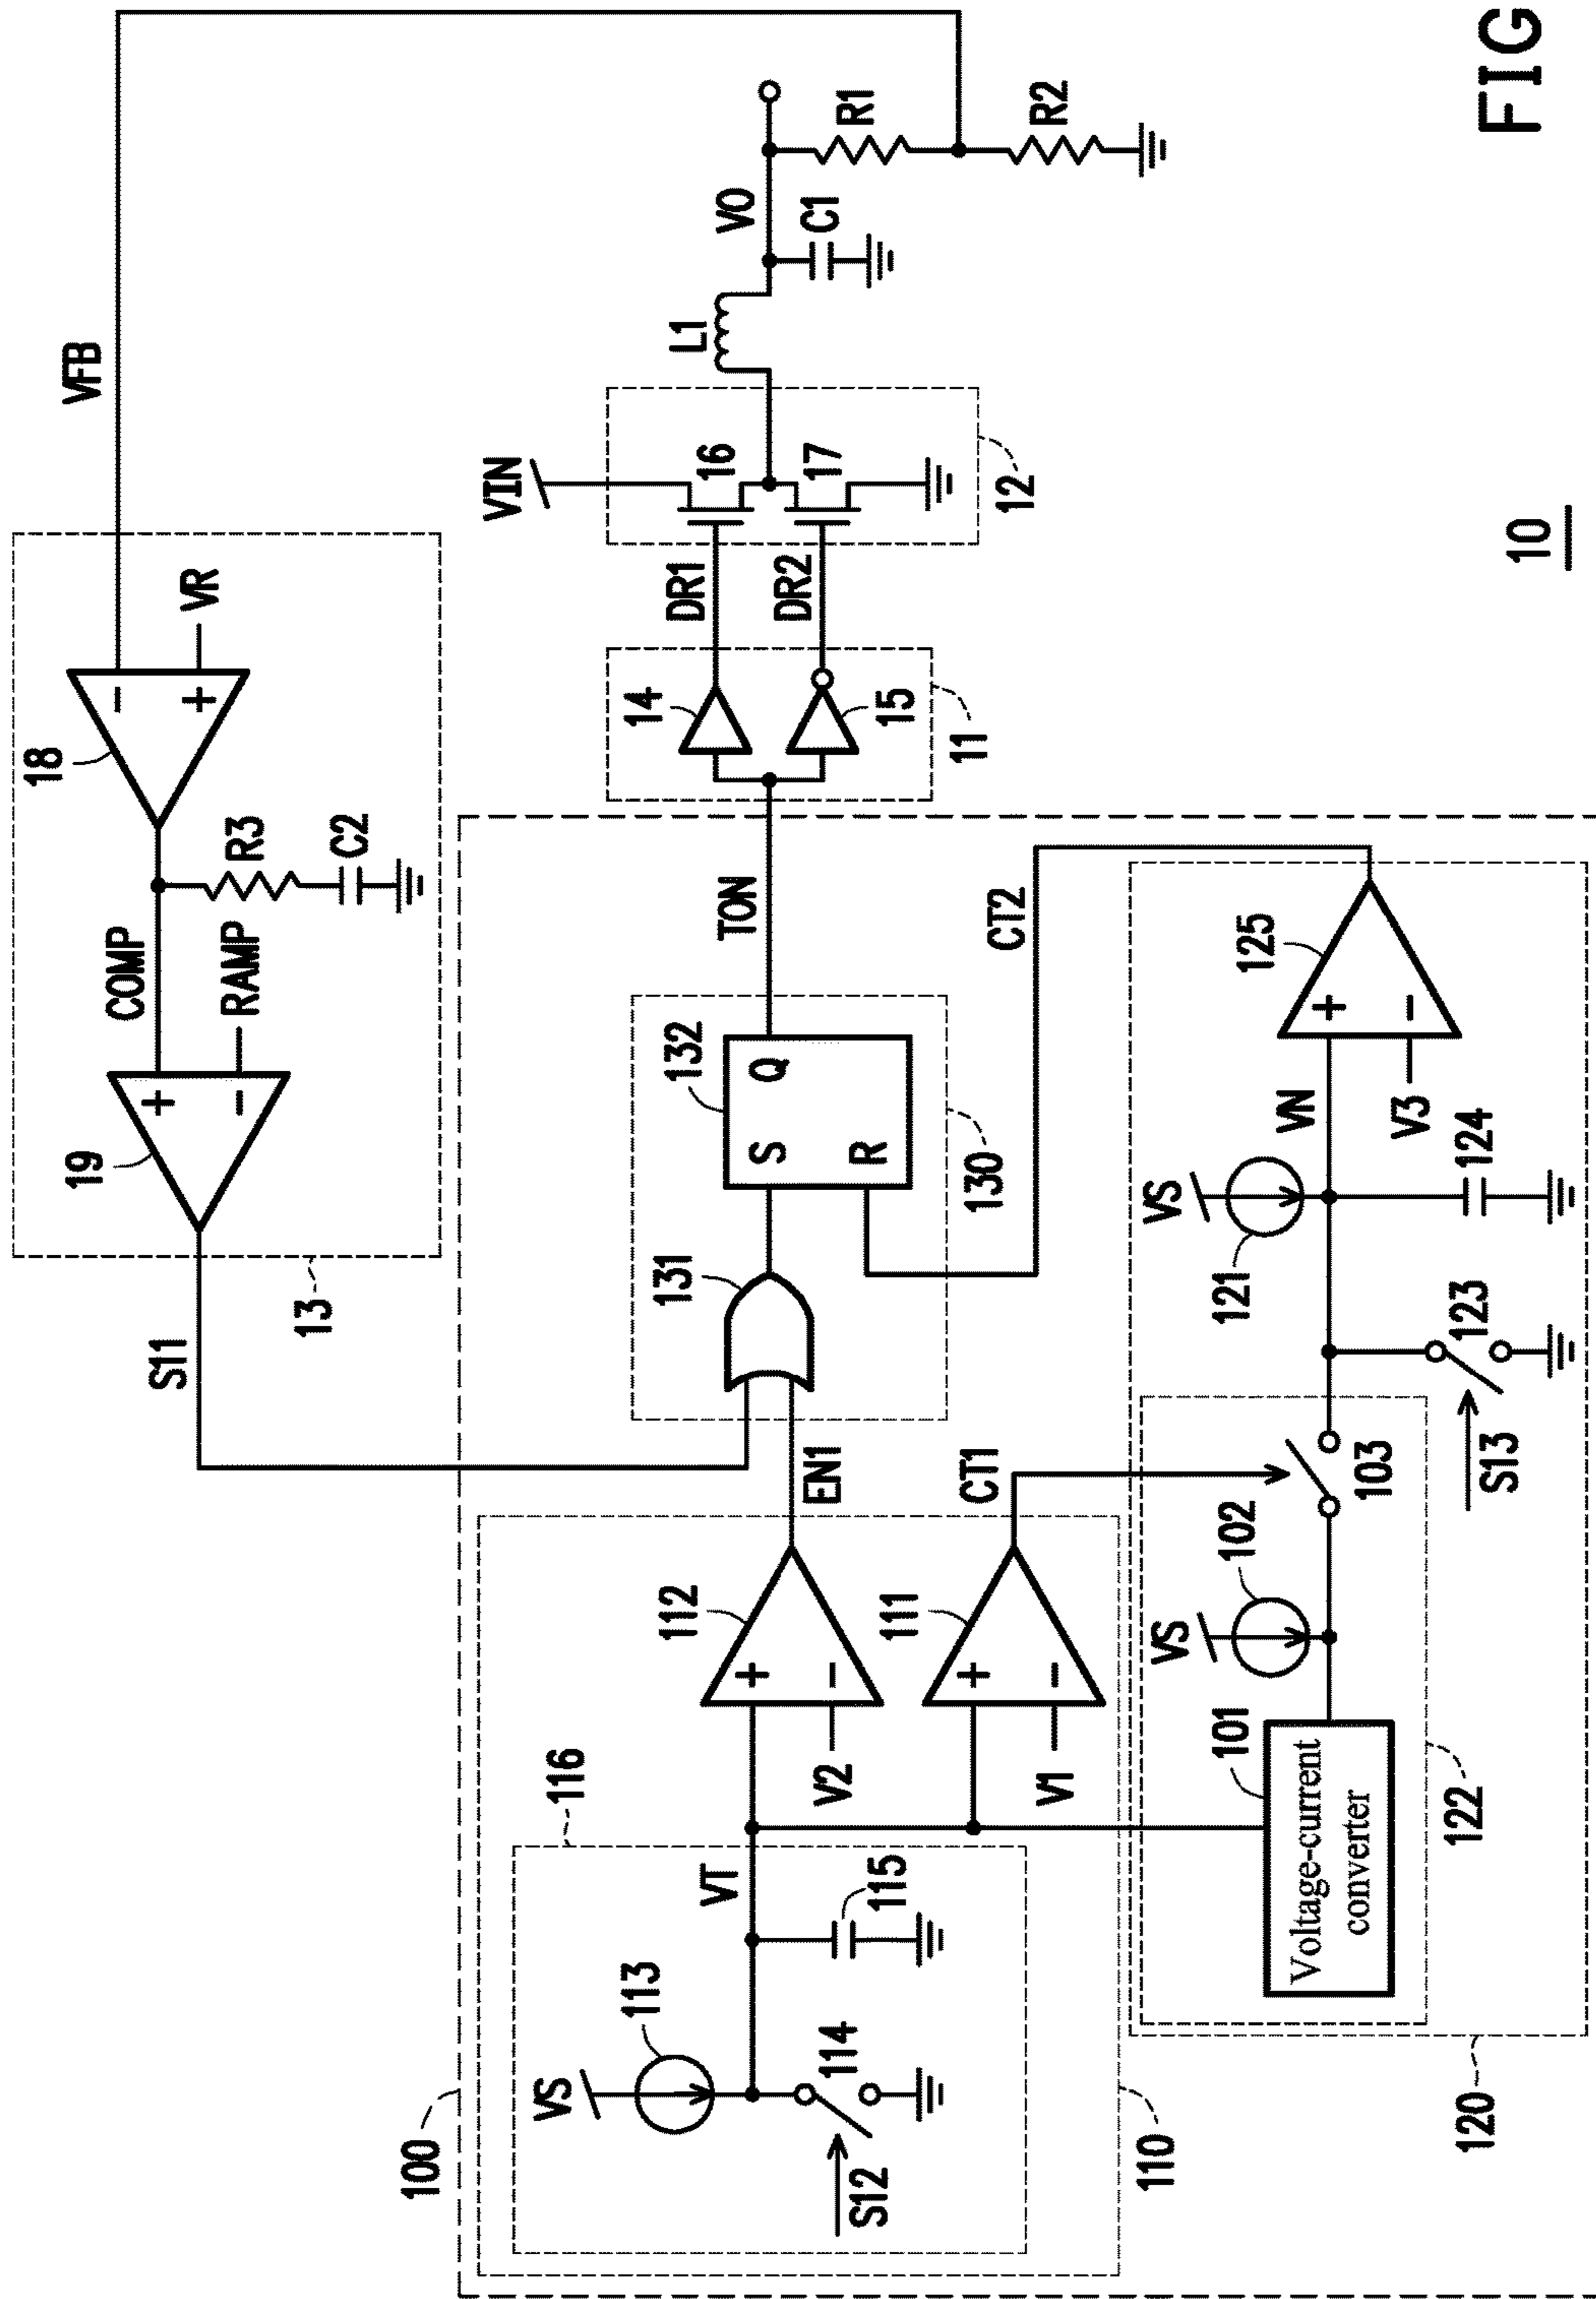 FIG
10
VFB
13
18
VR
19
COMP
RAMP
R3
C2
S11
VIN
16
17
12
L1
VO
C1
R1
R2
DR1
DR2
14
15
11
TON
132
S
Q
R
131
130
CT2
EN1
CT1
100
116
VS
113
VT
114
115
S12
112
V2
111
V1
110
101
Voltage-current
converter
VS
102
103
122
S13
123
VS
121
VN
124
V3
125
120